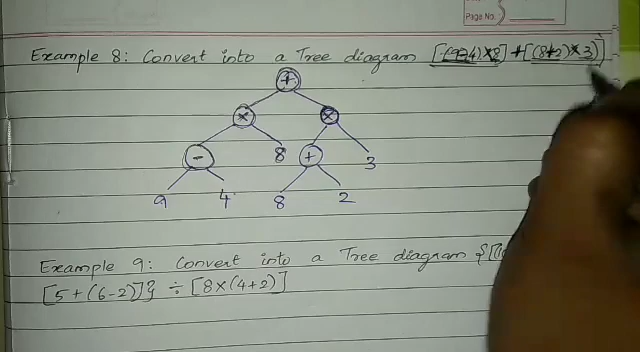 Page No.
Example 8: Convert into a Tree diagram [(9-4)×8]+[(8+2)×3]
+
× ×
- 8 + 3
9 4 8 2
Example 9: Convert into a Tree diagram {[(
[5+(6-2)]} ÷ [8×(4+2)]